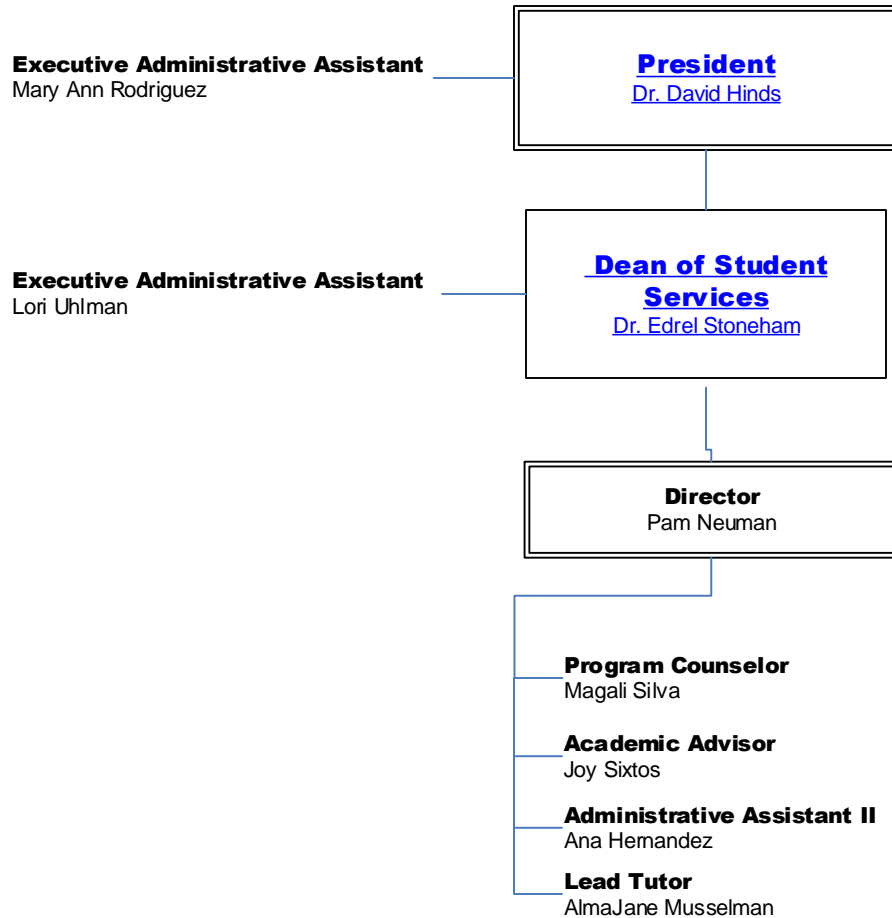 Executive Administrative Assistant
Mary Ann Rodriguez
President
Dr. David Hinds
Executive Administrative Assistant
Lori Uhlman
Dean of Student
Services
Dr. Edrel Stoneham
Director
Pam Neuman
Program Counselor
Magali Silva
Academic Advisor
Joy Sixtos
Administrative Assistant II
Ana Hernandez
Lead Tutor
AlmaJane Musselman